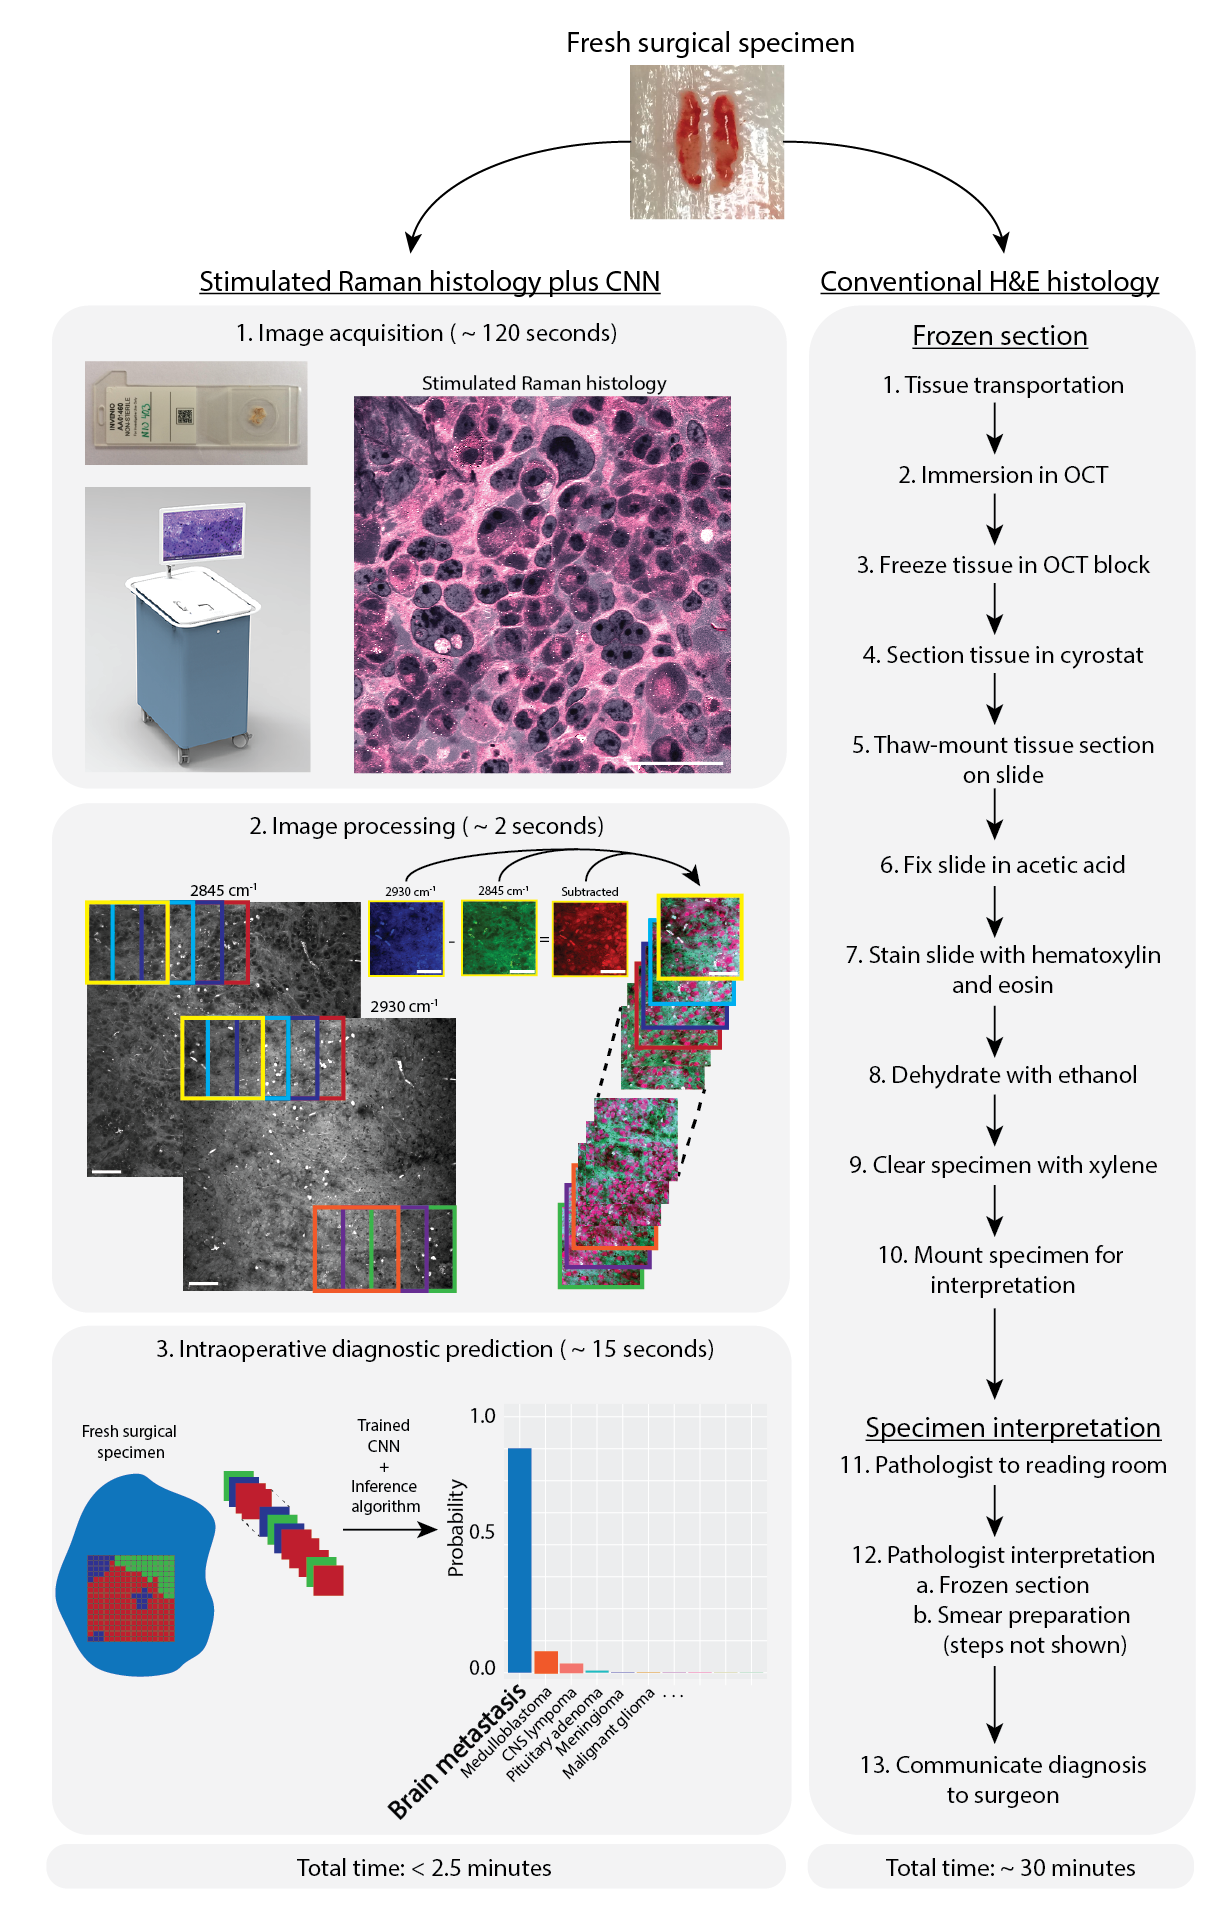 Fresh surgical specimen
Stimulated Raman histology plus CNN
1. Image acquisition ( ~ 120 seconds)
INVENIO
AA01460
NON-STERILE
Stimulated Raman histology
2. Image processing ( ~ 2 seconds)
2845 cm⁻¹
2930 cm⁻¹
2845 cm⁻¹
Subtracted
-
=
2930 cm⁻¹
3. Intraoperative diagnostic prediction ( ~ 15 seconds)
Fresh surgical
specimen
Trained
CNN
+
Inference
algorithm
Probability
1.0
0.5
0.0
Brain metastasis
Medulloblastoma
CNS lympoma
Pituitary adenoma
Meningioma
Malignant glioma
. . .
Total time: < 2.5 minutes
Conventional H&E histology
Frozen section
1. Tissue transportation
2. Immersion in OCT
3. Freeze tissue in OCT block
4. Section tissue in cyrostat
5. Thaw-mount tissue section
on slide
6. Fix slide in acetic acid
7. Stain slide with hematoxylin
and eosin
8. Dehydrate with ethanol
9. Clear specimen with xylene
10. Mount specimen for
interpretation
Specimen interpretation
11. Pathologist to reading room
12. Pathologist interpretation
a. Frozen section
b. Smear preparation
(steps not shown)
13. Communicate diagnosis
to surgeon
Total time: ~ 30 minutes